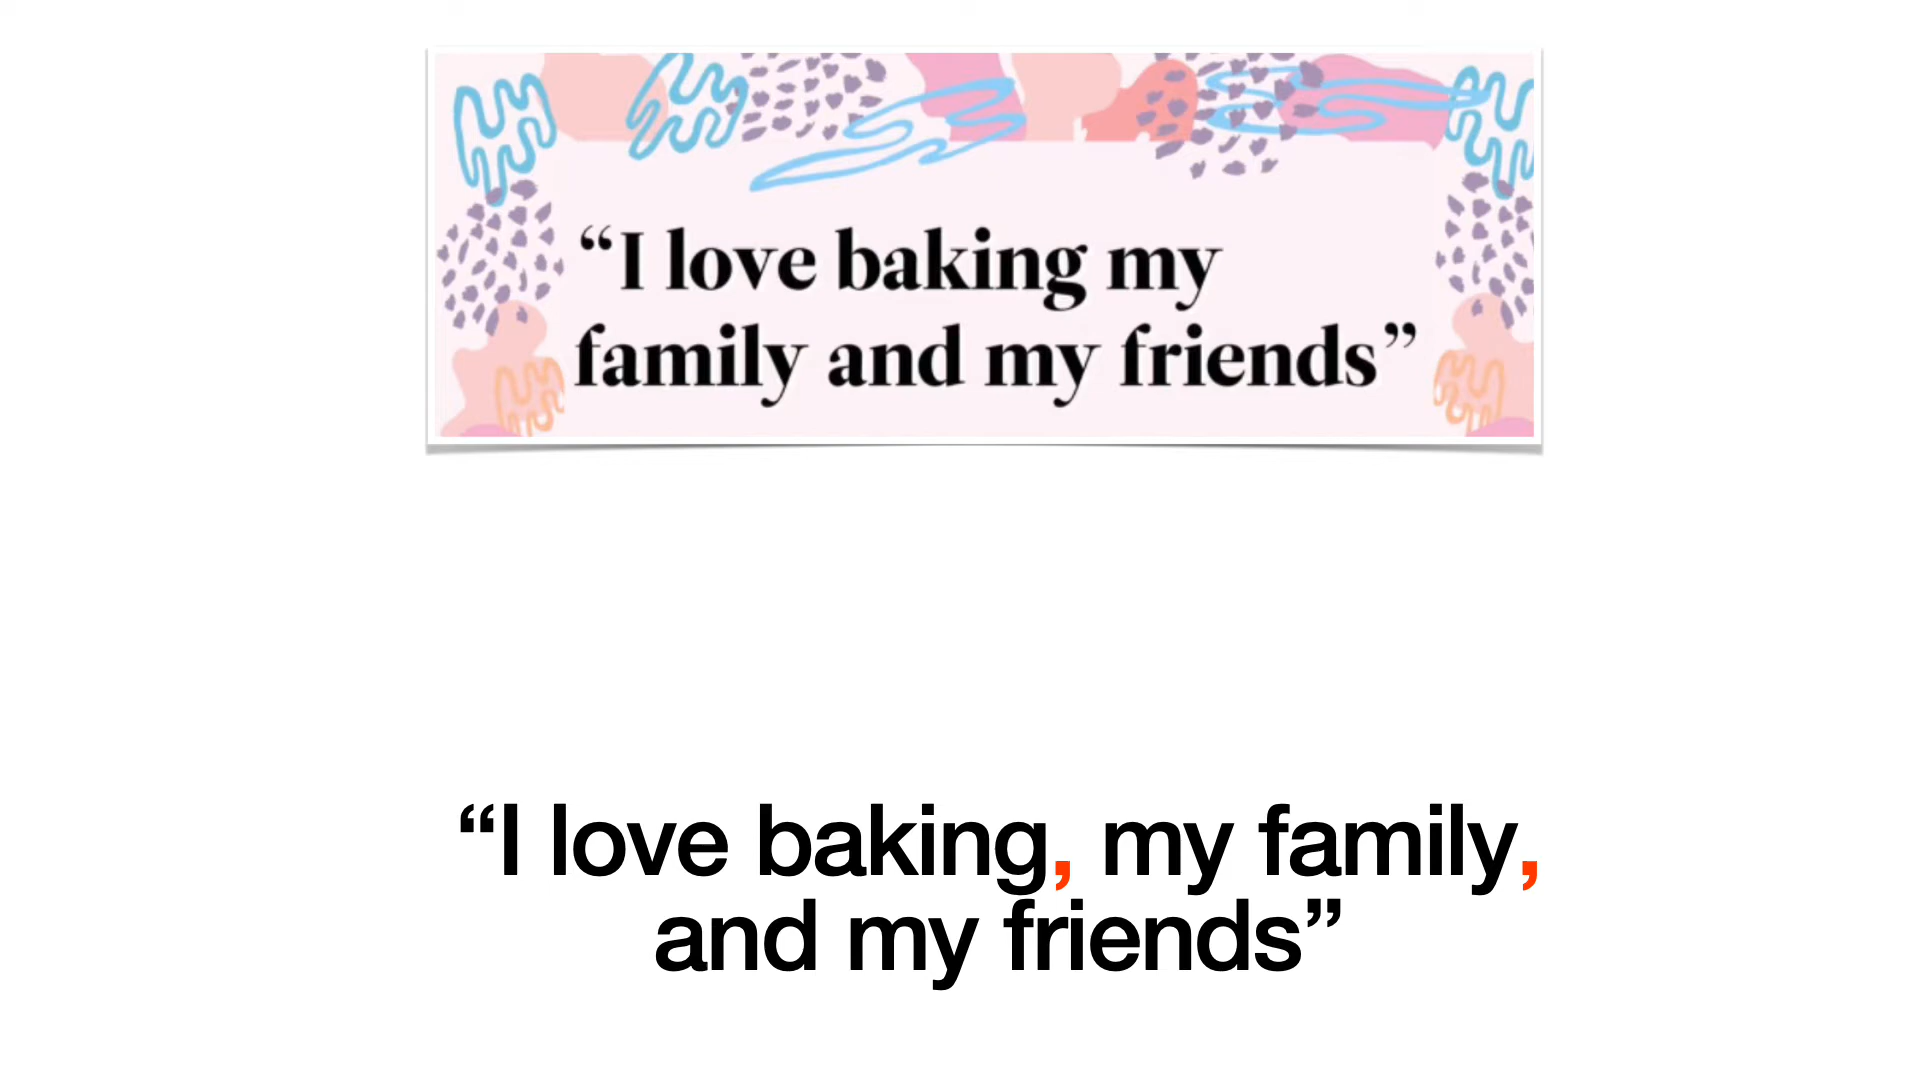 “I love baking my
family and my friends”
“I love baking, my family,
and my friends”